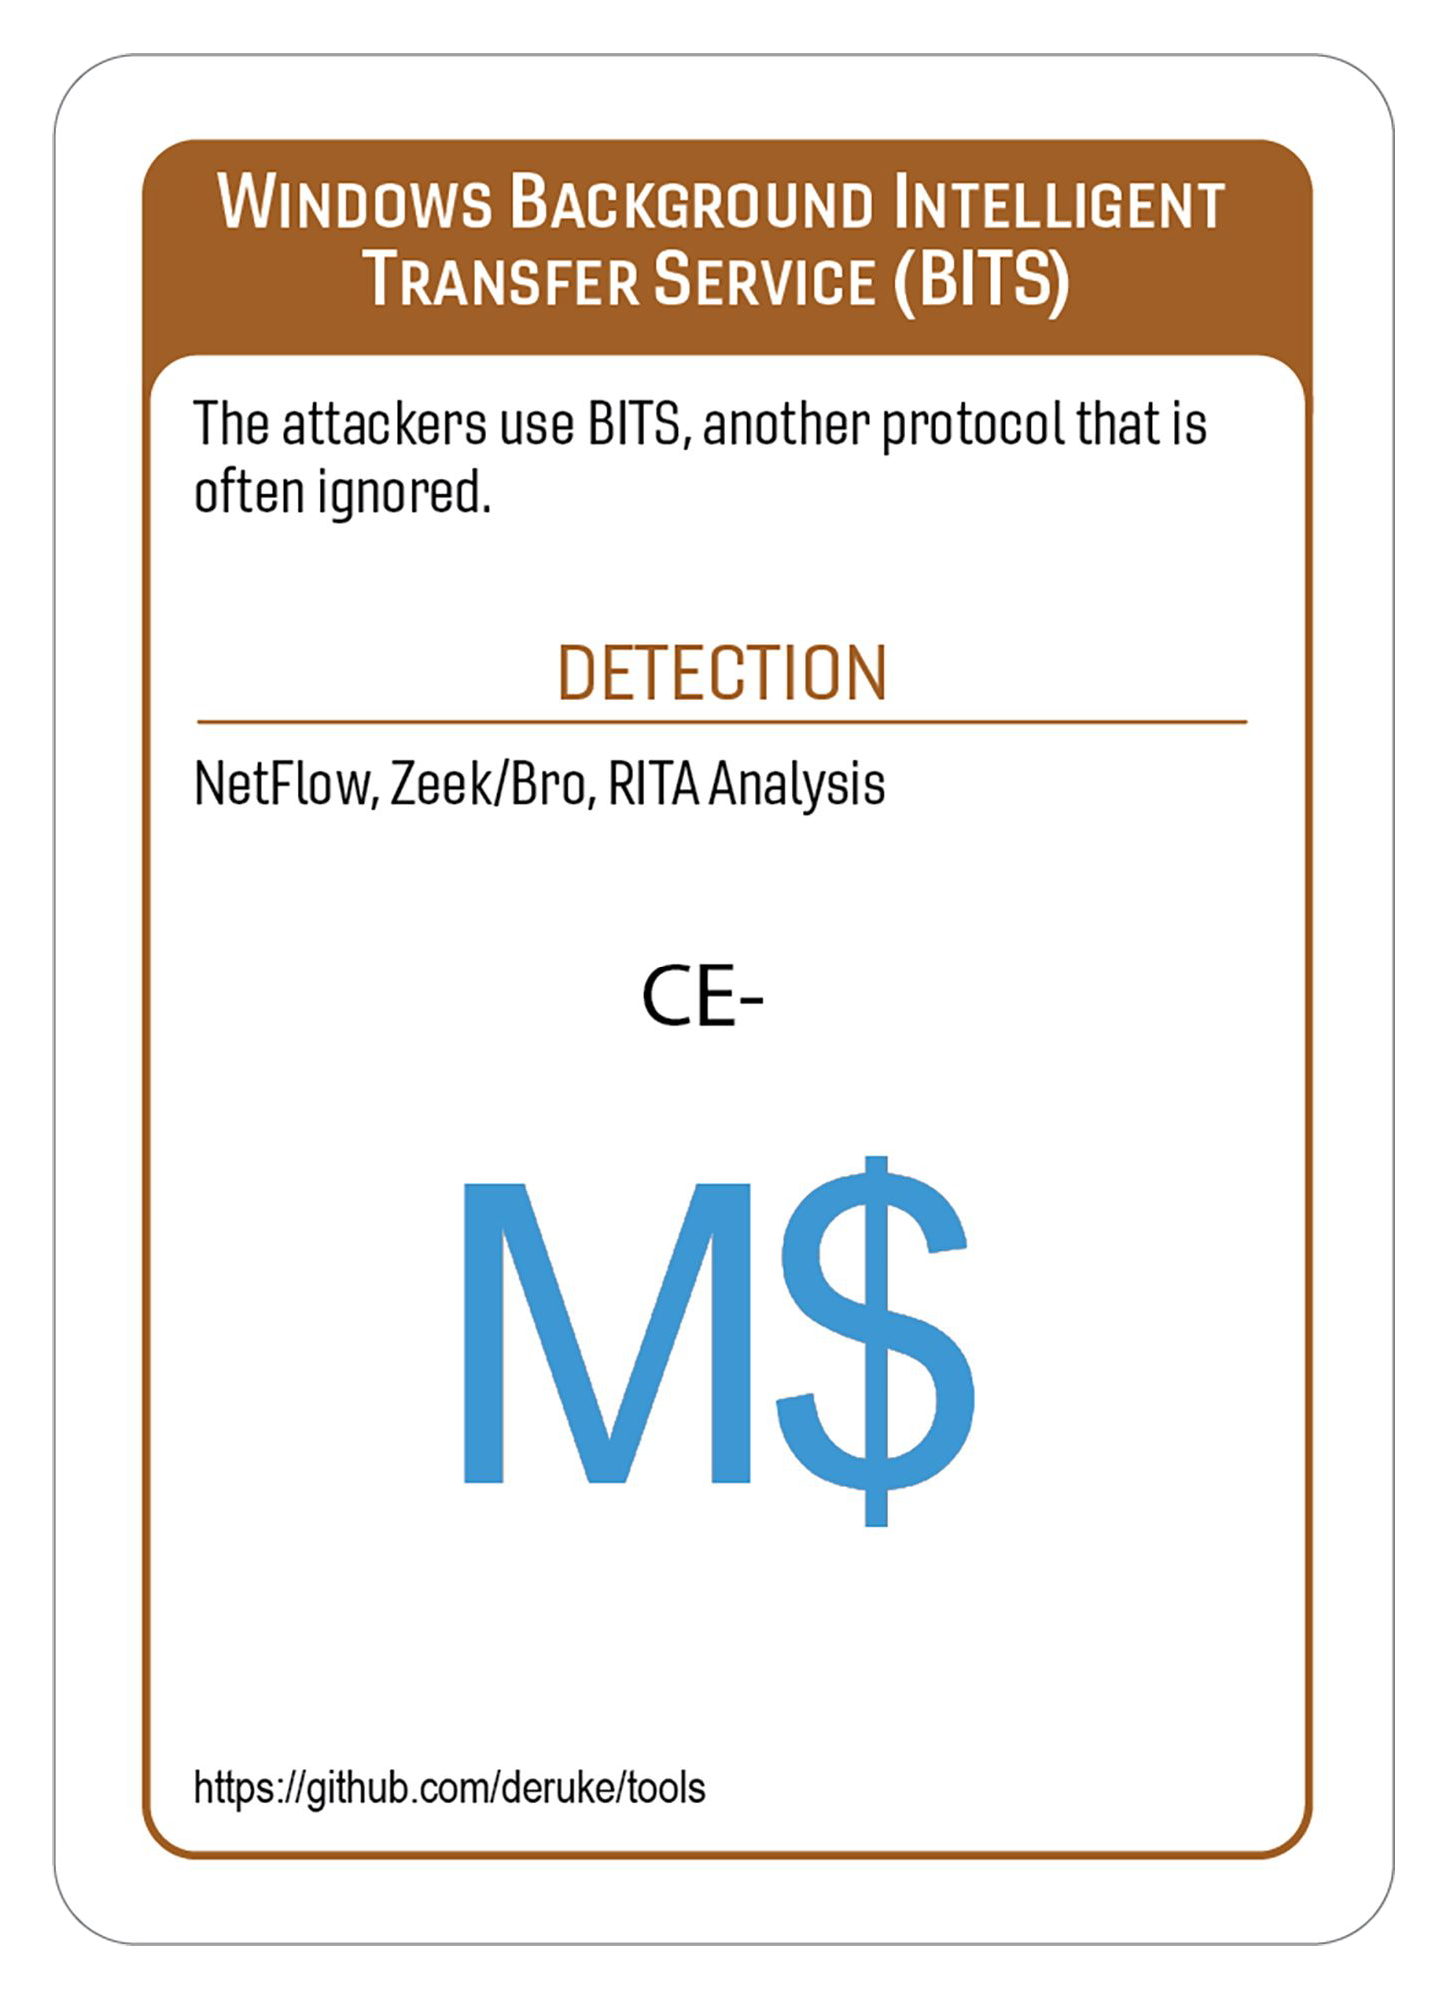 Windows Background Intelligent
Transfer Service (BITS)
The attackers use BITS, another protocol that is
often ignored.
DETECTION
NetFlow, Zeek/Bro, RITA Analysis
CE-
M$
https://github.com/deruke/tools